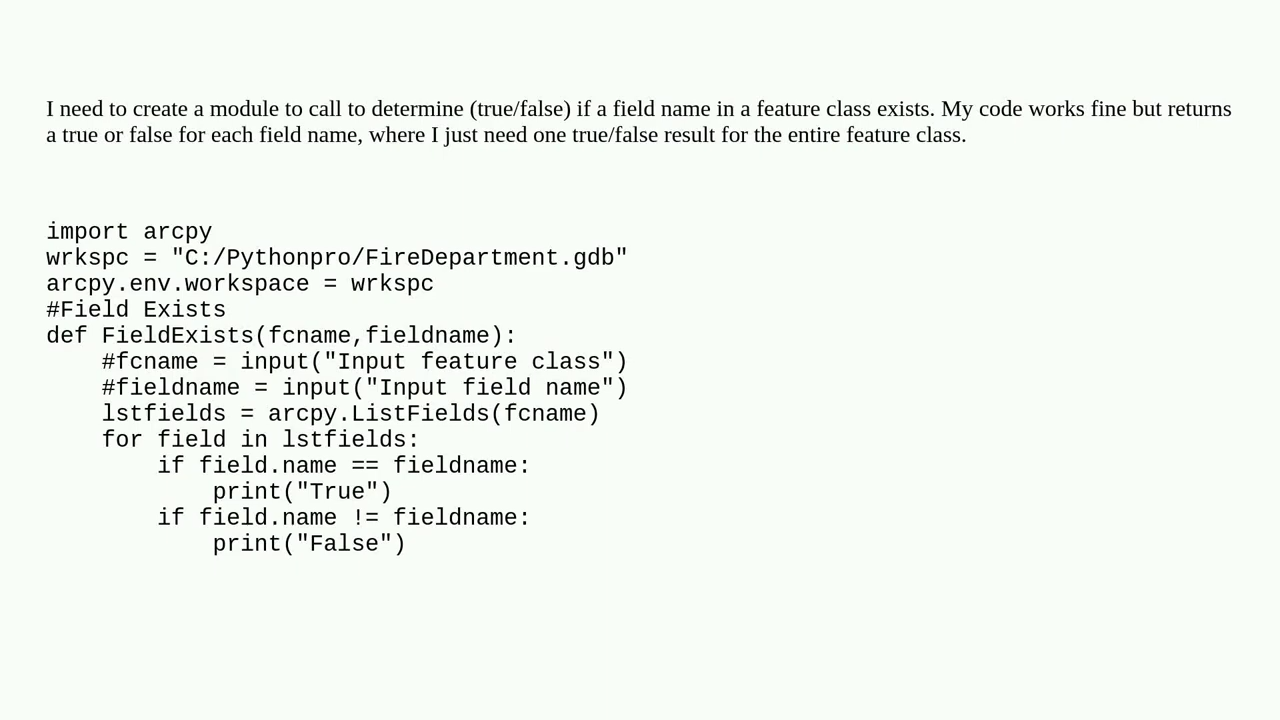 I need to create a module to call to determine (true/false) if a field name in a feature class exists. My code works fine but returns
a true or false for each field name, where I just need one true/false result for the entire feature class.
import arcpy
wrkspc = "C:/Pythonpro/FireDepartment.gdb"
arcpy.env.workspace = wrkspc
#Field Exists
def FieldExists(fcname,fieldname):
    #fcname = input("Input feature class")
    #fieldname = input("Input field name")
    lstfields = arcpy.ListFields(fcname)
    for field in lstfields:
        if field.name == fieldname:
            print("True")
        if field.name != fieldname:
            print("False")